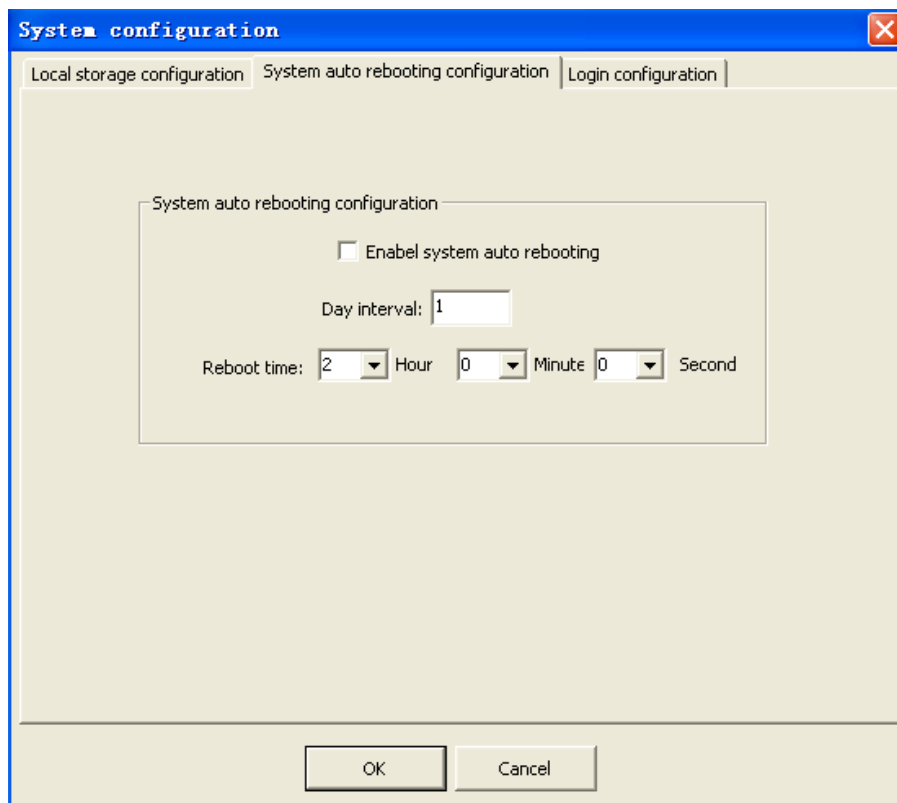 System configuration
Local storage configuration System auto rebooting configuration Login configuration
System auto rebooting configuration
Enabel system auto rebooting
Day interval: 1
Reboot time: 2 Hour 0 Minute 0 Second
OK Cancel